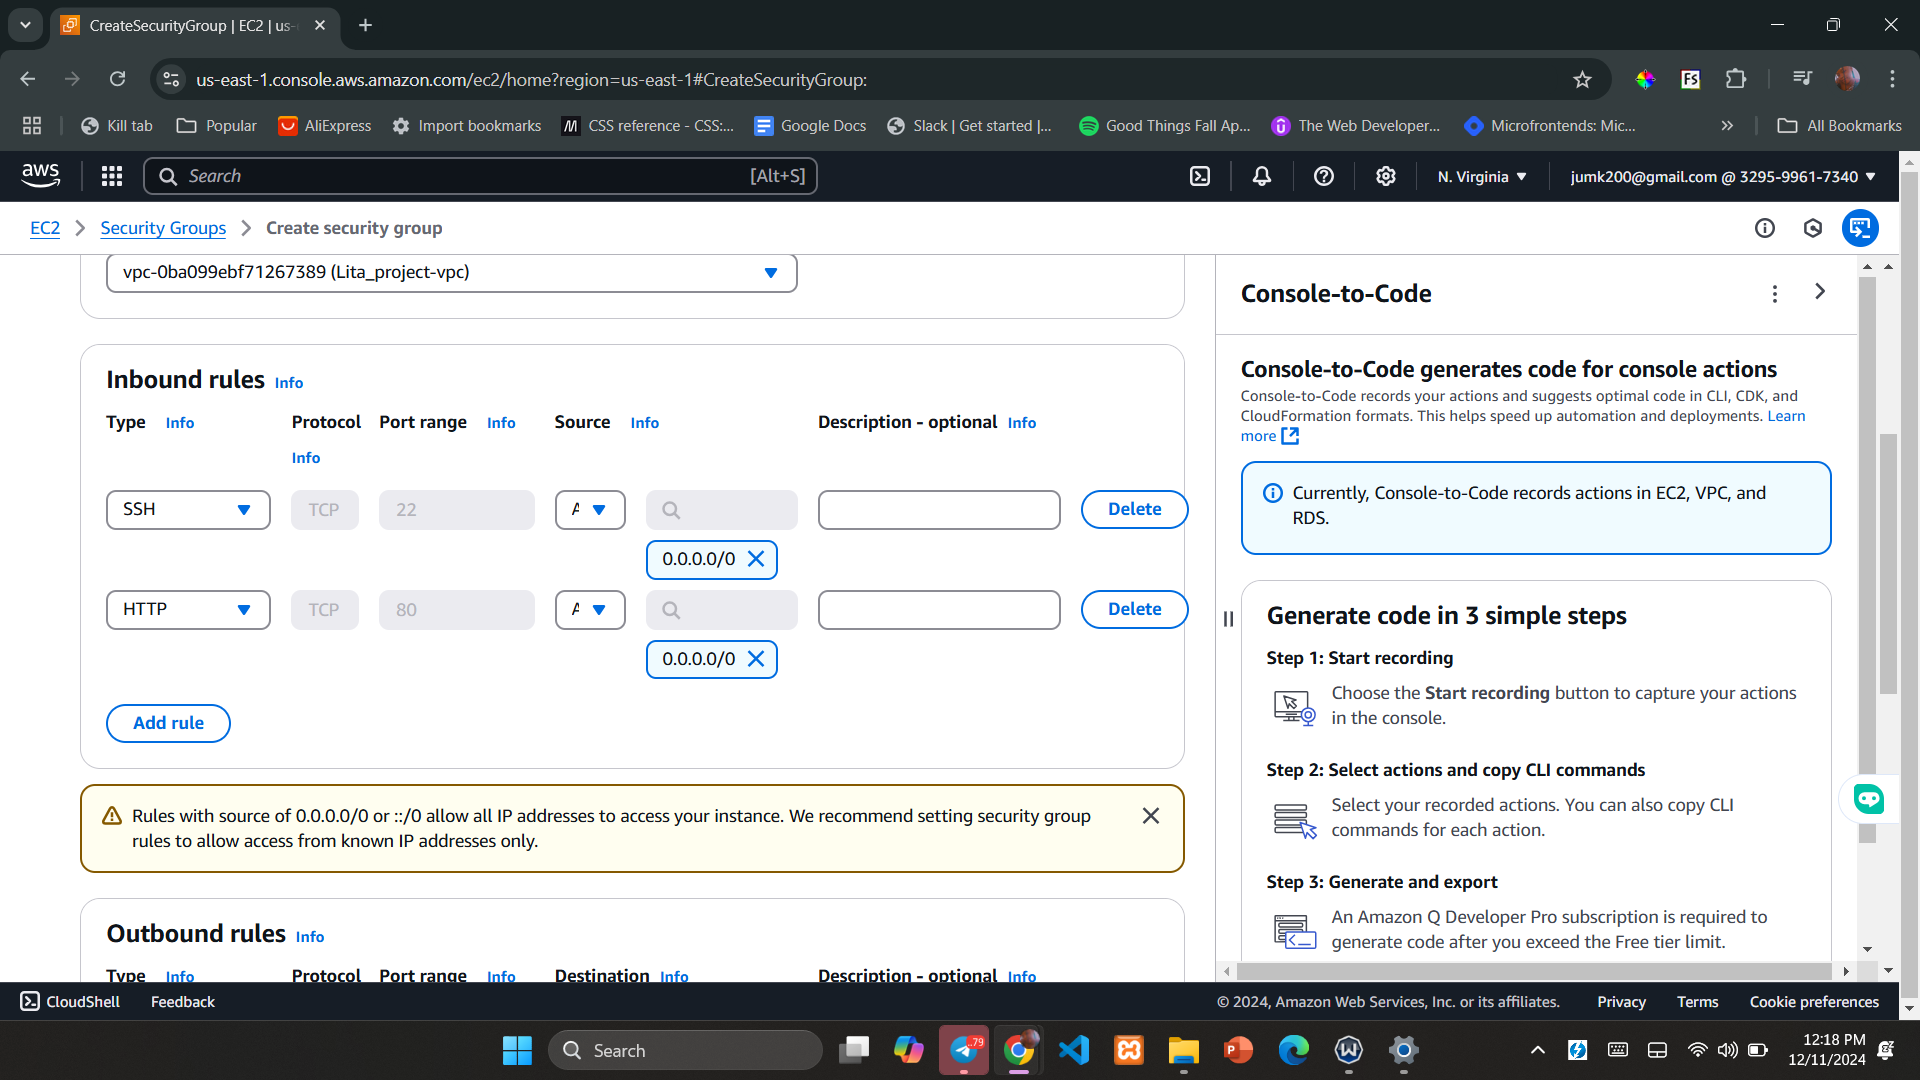 CreateSecurityGroup | EC2 | us-
us-east-1.console.aws.amazon.com/ec2/home?region=us-east-1#CreateSecurityGroup:
FS
Kill tab
Popular
AliExpress
Import bookmarks
M
CSS reference - CSS:...
Google Docs
Slack | Get started |...
Good Things Fall Ap...
The Web Developer...
Microfrontends: Mic...
All Bookmarks
aws
Search
[Alt+S]
N. Virginia
jumk200@gmail.com @ 3295-9961-7340
EC2
Security Groups
Create security group
vpc-0ba099ebf71267389 (Lita_project-vpc)
Inbound rules Info
Type Info
Protocol
Info
Port range Info
Source Info
Description - optional Info
SSH
TCP
22
A
Delete
0.0.0.0/0
HTTP
TCP
80
A
Delete
0.0.0.0/0
Add rule
Rules with source of 0.0.0.0/0 or ::/0 allow all IP addresses to access your instance. We recommend setting security group
rules to allow access from known IP addresses only.
Outbound rules Info
Type Info
Protocol
Port range Info
Destination Info
Description - optional Info
Console-to-Code
Console-to-Code generates code for console actions
Console-to-Code records your actions and suggests optimal code in CLI, CDK, and
CloudFormation formats. This helps speed up automation and deployments. Learn
more
Currently, Console-to-Code records actions in EC2, VPC, and
RDS.
Generate code in 3 simple steps
Step 1: Start recording
Choose the Start recording button to capture your actions
in the console.
Step 2: Select actions and copy CLI commands
Select your recorded actions. You can also copy CLI
commands for each action.
Step 3: Generate and export
An Amazon Q Developer Pro subscription is required to
generate code after you exceed the Free tier limit.
CloudShell
Feedback
© 2024, Amazon Web Services, Inc. or its affiliates.
Privacy
Terms
Cookie preferences
Search
..79
P
12:18 PM
12/11/2024